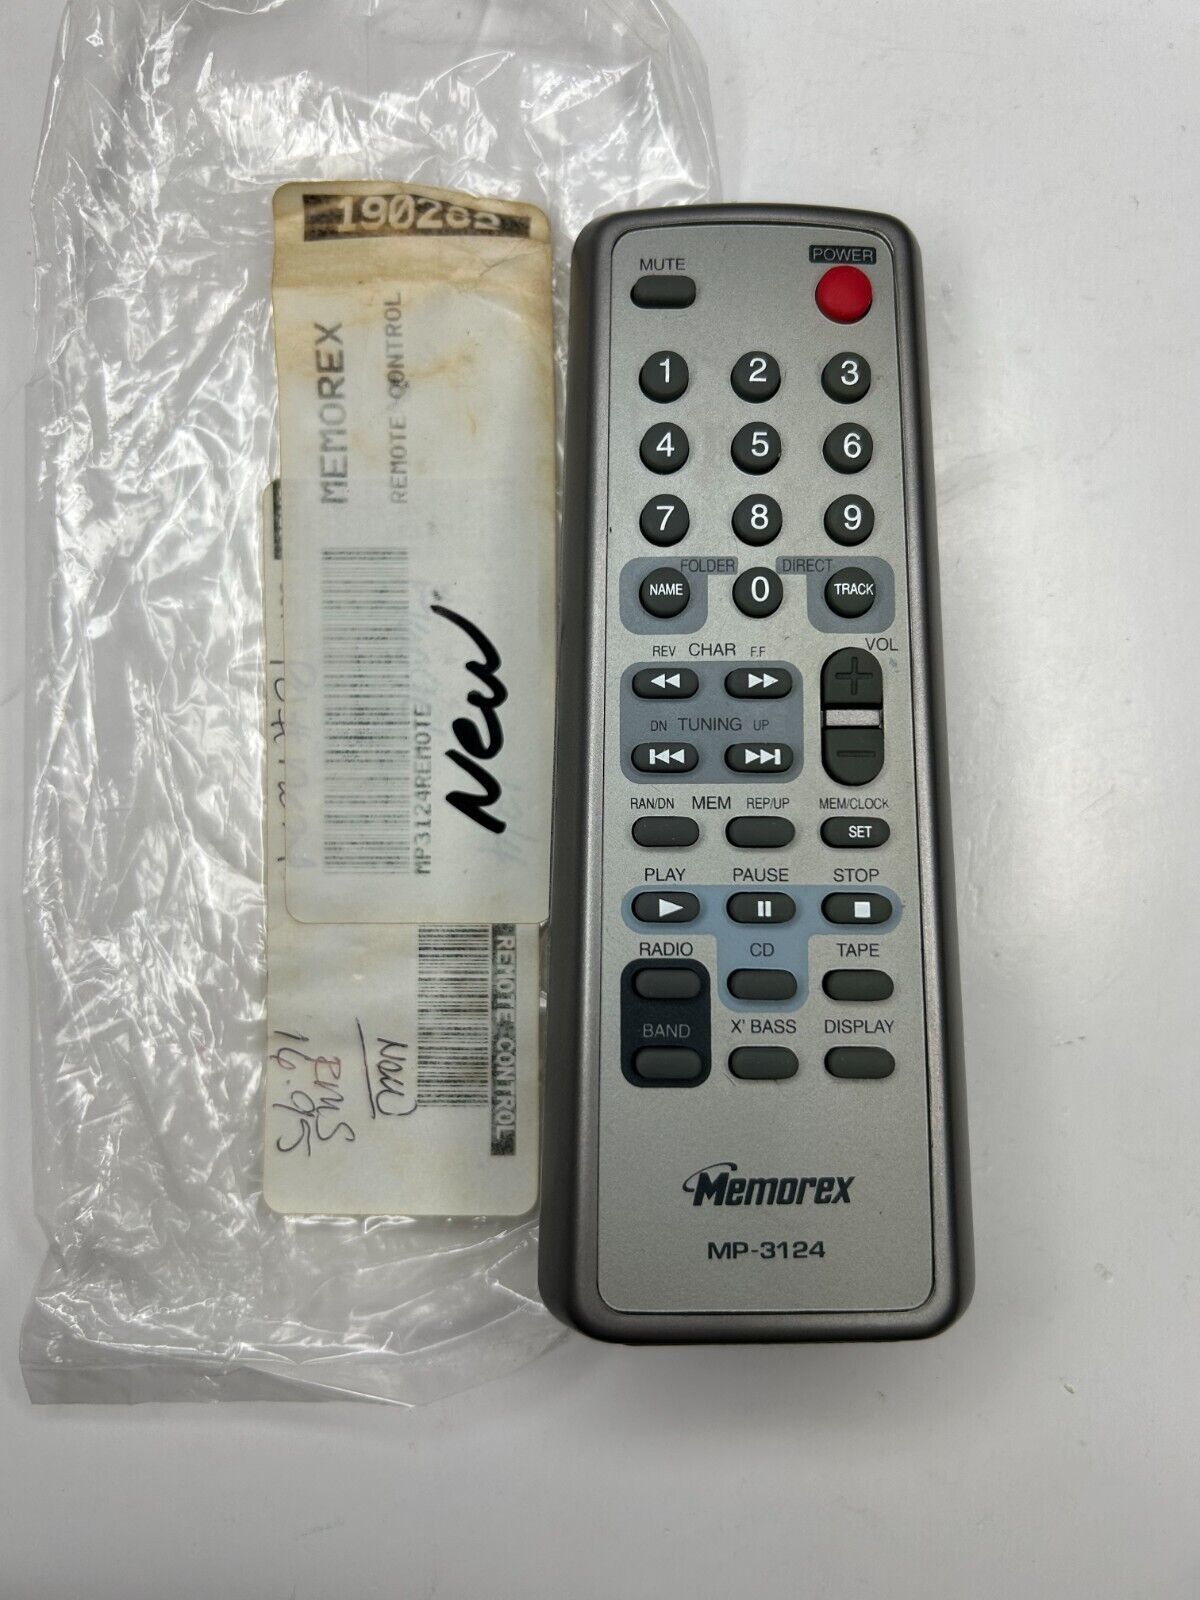 MEMOREX
REMOTE CONTROL
MP3124REMOTE
New
REMOTE CONTROL
New
16.95
MUTE POWER
1 2 3
4 5 6
7 8 9
FOLDER DIRECT
NAME 0 TRACK
VOL
REV CHAR F.F
+
DN TUNING UP
−
RAN/DN MEM REP/UP MEM/CLOCK
SET
PLAY PAUSE STOP
RADIO CD TAPE
BAND X' BASS DISPLAY
Memorex
MP-3124